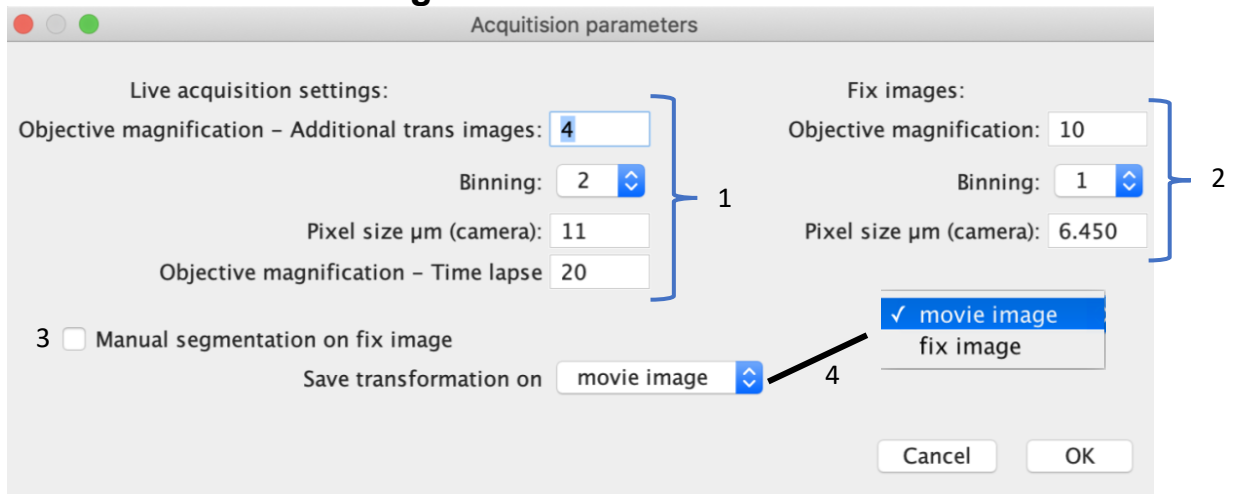 g
Acquitision parameters
Live acquisition settings:
Objective magnification – Additional trans images: 4
Binning: 2
Pixel size µm (camera): 11
Objective magnification – Time lapse 20
1
Fix images:
Objective magnification: 10
Binning: 1
Pixel size µm (camera): 6.450
2
3 Manual segmentation on fix image
Save transformation on movie image
4
✓ movie image
fix image
Cancel OK